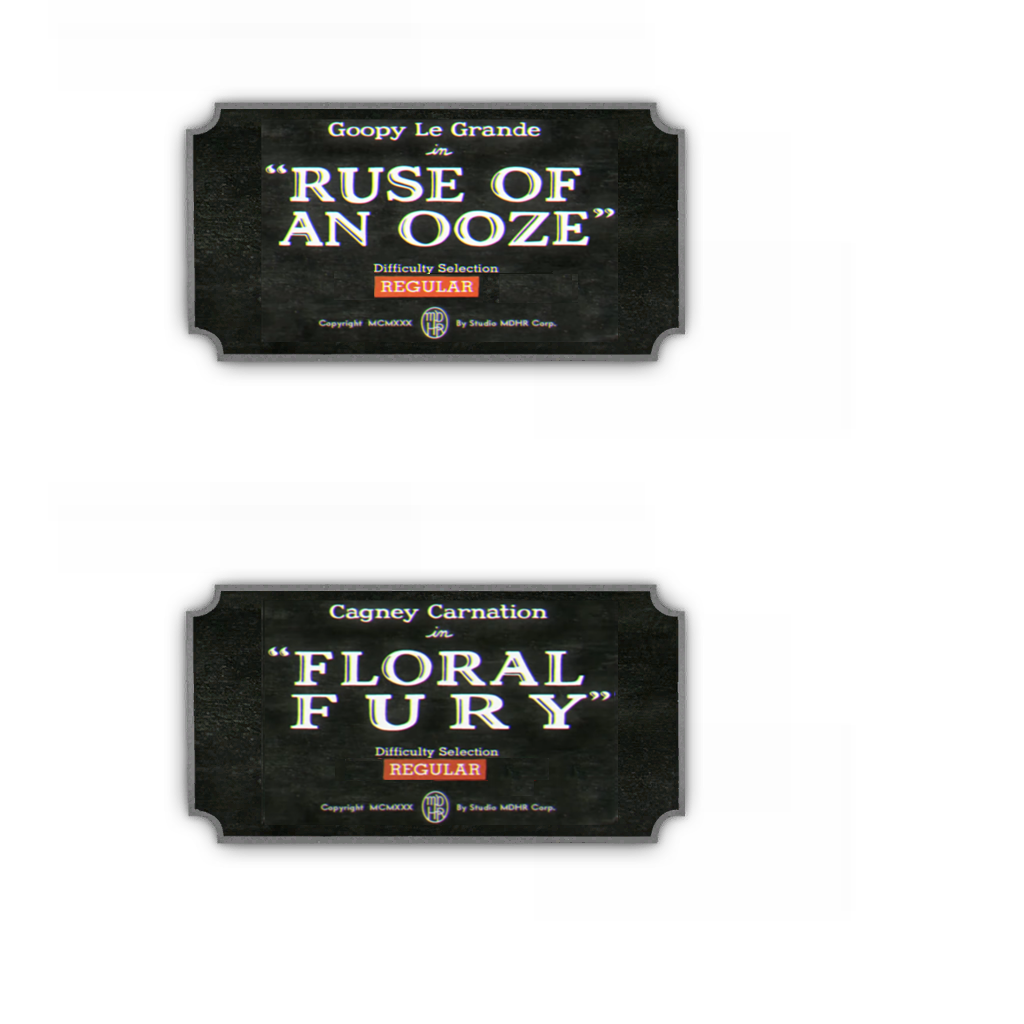 Goopy Le Grande
in
“RUSE OF
AN OOZE”
Difficulty Selection
REGULAR
Copyright MCMXXX MDHR By Studio MDHR Corp.
Cagney Carnation
in
“FLORAL
FURY”
Difficulty Selection
REGULAR
Copyright MCMXXX MDHR By Studio MDHR Corp.